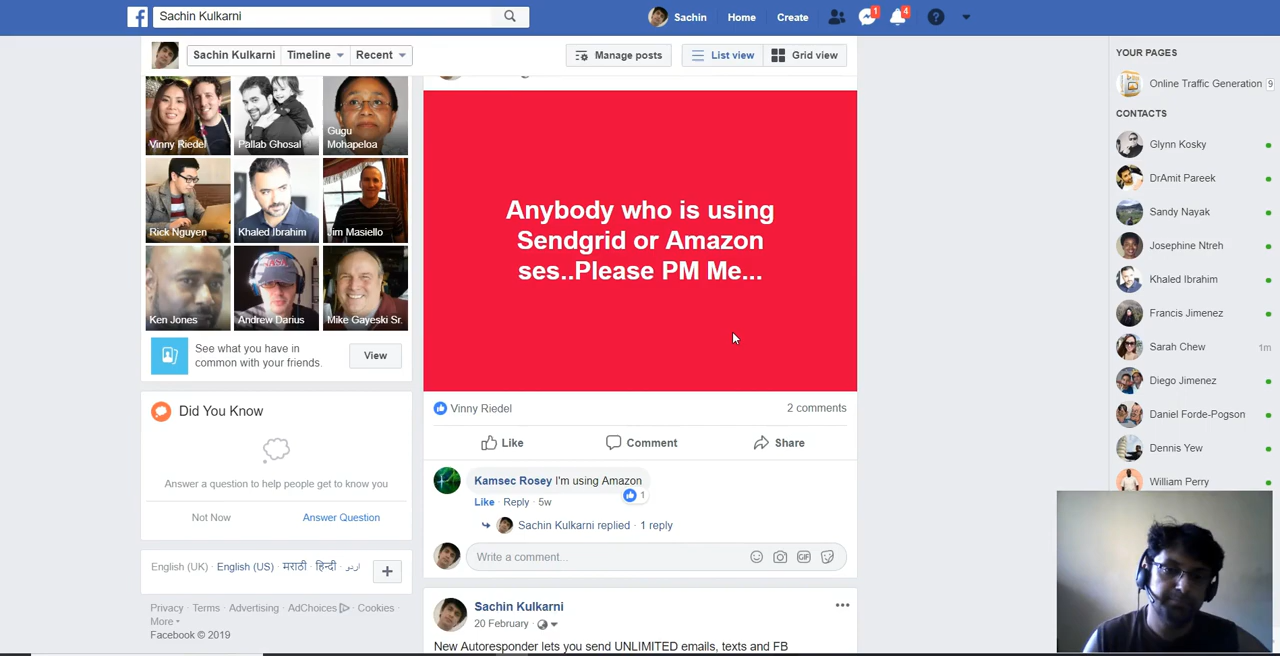 Sachin Kulkarni
Sachin
Home
Create
1
4
?
Sachin Kulkarni
Timeline
Recent
Manage posts
List view
Grid view
Vinny Riedel
Pallab Ghosal
Gugu
Mohapeloa
Rick Nguyen
Khaled Ibrahim
Jim Masiello
Ken Jones
Andrew Darius
Mike Gayeski Sr.
See what you have in
common with your friends.
View
Did You Know
Answer a question to help people get to know you
Not Now
Answer Question
English (UK) · English (US) · मराठी · हिन्दी · اردو
Privacy · Terms · Advertising · AdChoices · Cookies ·
More
Facebook © 2019
Anybody who is using
Sendgrid or Amazon
ses..Please PM Me...
Vinny Riedel
2 comments
Like
Comment
Share
Kamsec Rosey I'm using Amazon
1
Like · Reply · 5w
Sachin Kulkarni replied · 1 reply
Write a comment...
GIF
Sachin Kulkarni
20 February ·
New Autoresponder lets you send UNLIMITED emails, texts and FB
YOUR PAGES
Online Traffic Generation 9
CONTACTS
Glynn Kosky
DrAmit Pareek
Sandy Nayak
Josephine Ntreh
Khaled Ibrahim
Francis Jimenez
Sarah Chew 1m
Diego Jimenez
Daniel Forde-Pogson
Dennis Yew
William Perry